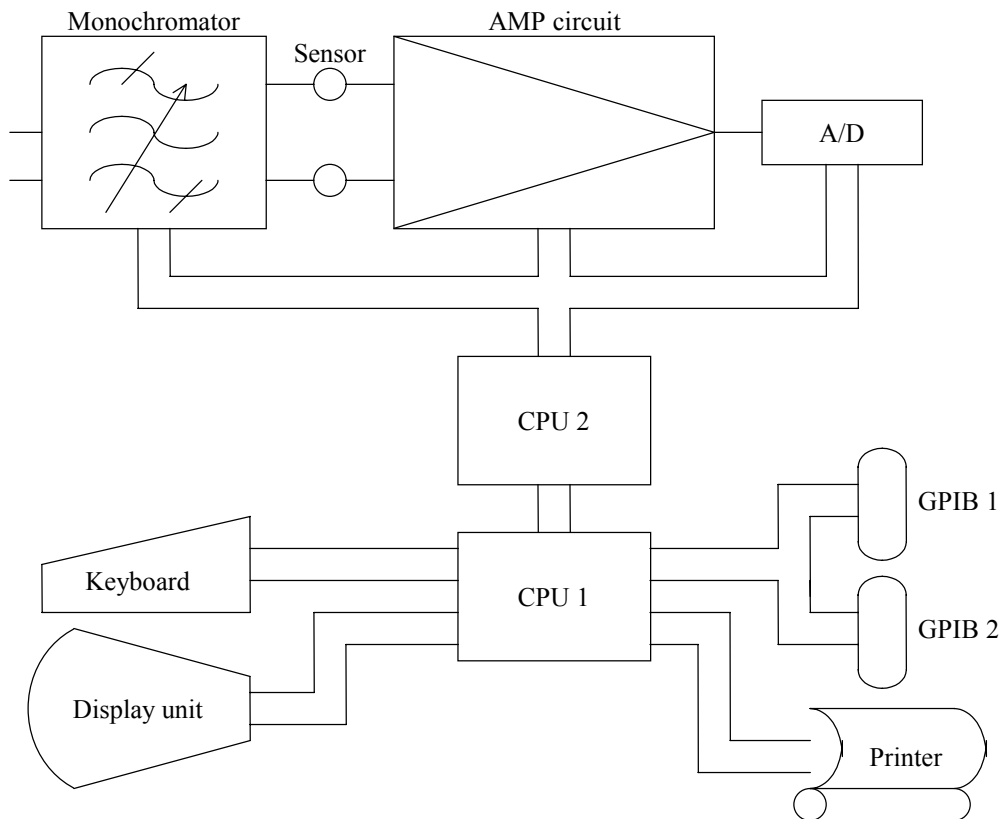 Monochromator
AMP circuit
Sensor
A/D
CPU 2
GPIB 1
Keyboard
CPU 1
GPIB 2
Display unit
Printer